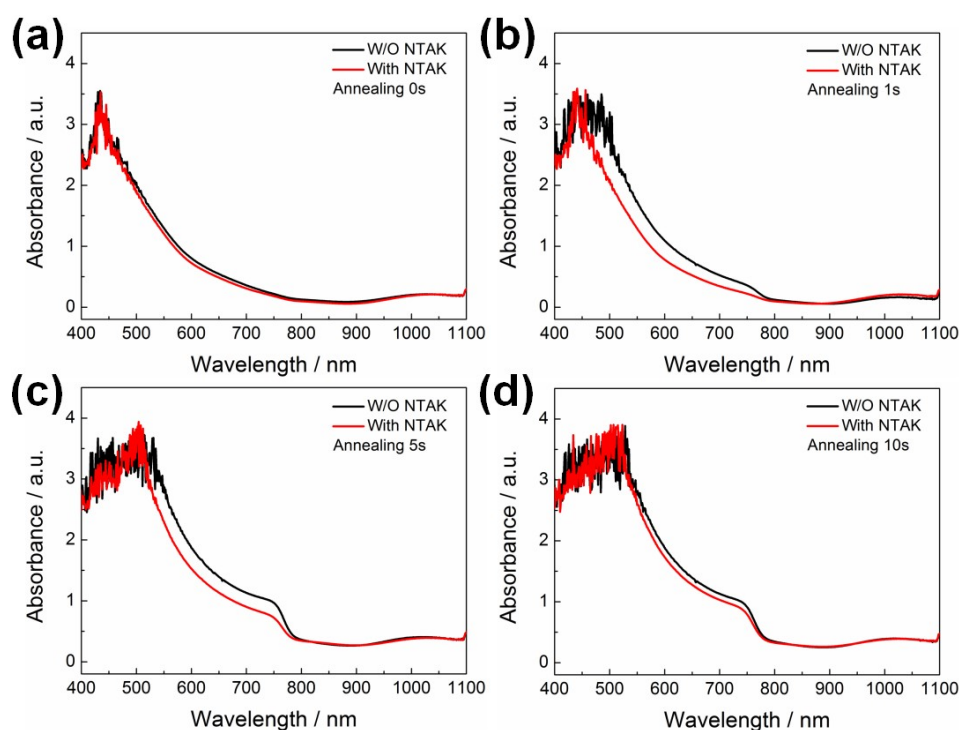 (a)
W/O NTAK
With NTAK
Annealing 0s
4
3
2
1
0
Absorbance / a.u.
400 500 600 700 800 900 1000 1100
Wavelength / nm
(b)
W/O NTAK
With NTAK
Annealing 1s
4
3
2
1
0
Absorbance / a.u.
400 500 600 700 800 900 1000 1100
Wavelength / nm
(c)
W/O NTAK
With NTAK
Annealing 5s
4
3
2
1
0
Absorbance / a.u.
400 500 600 700 800 900 1000 1100
Wavelength / nm
(d)
W/O NTAK
With NTAK
Annealing 10s
4
3
2
1
0
Absorbance / a.u.
400 500 600 700 800 900 1000 1100
Wavelength / nm